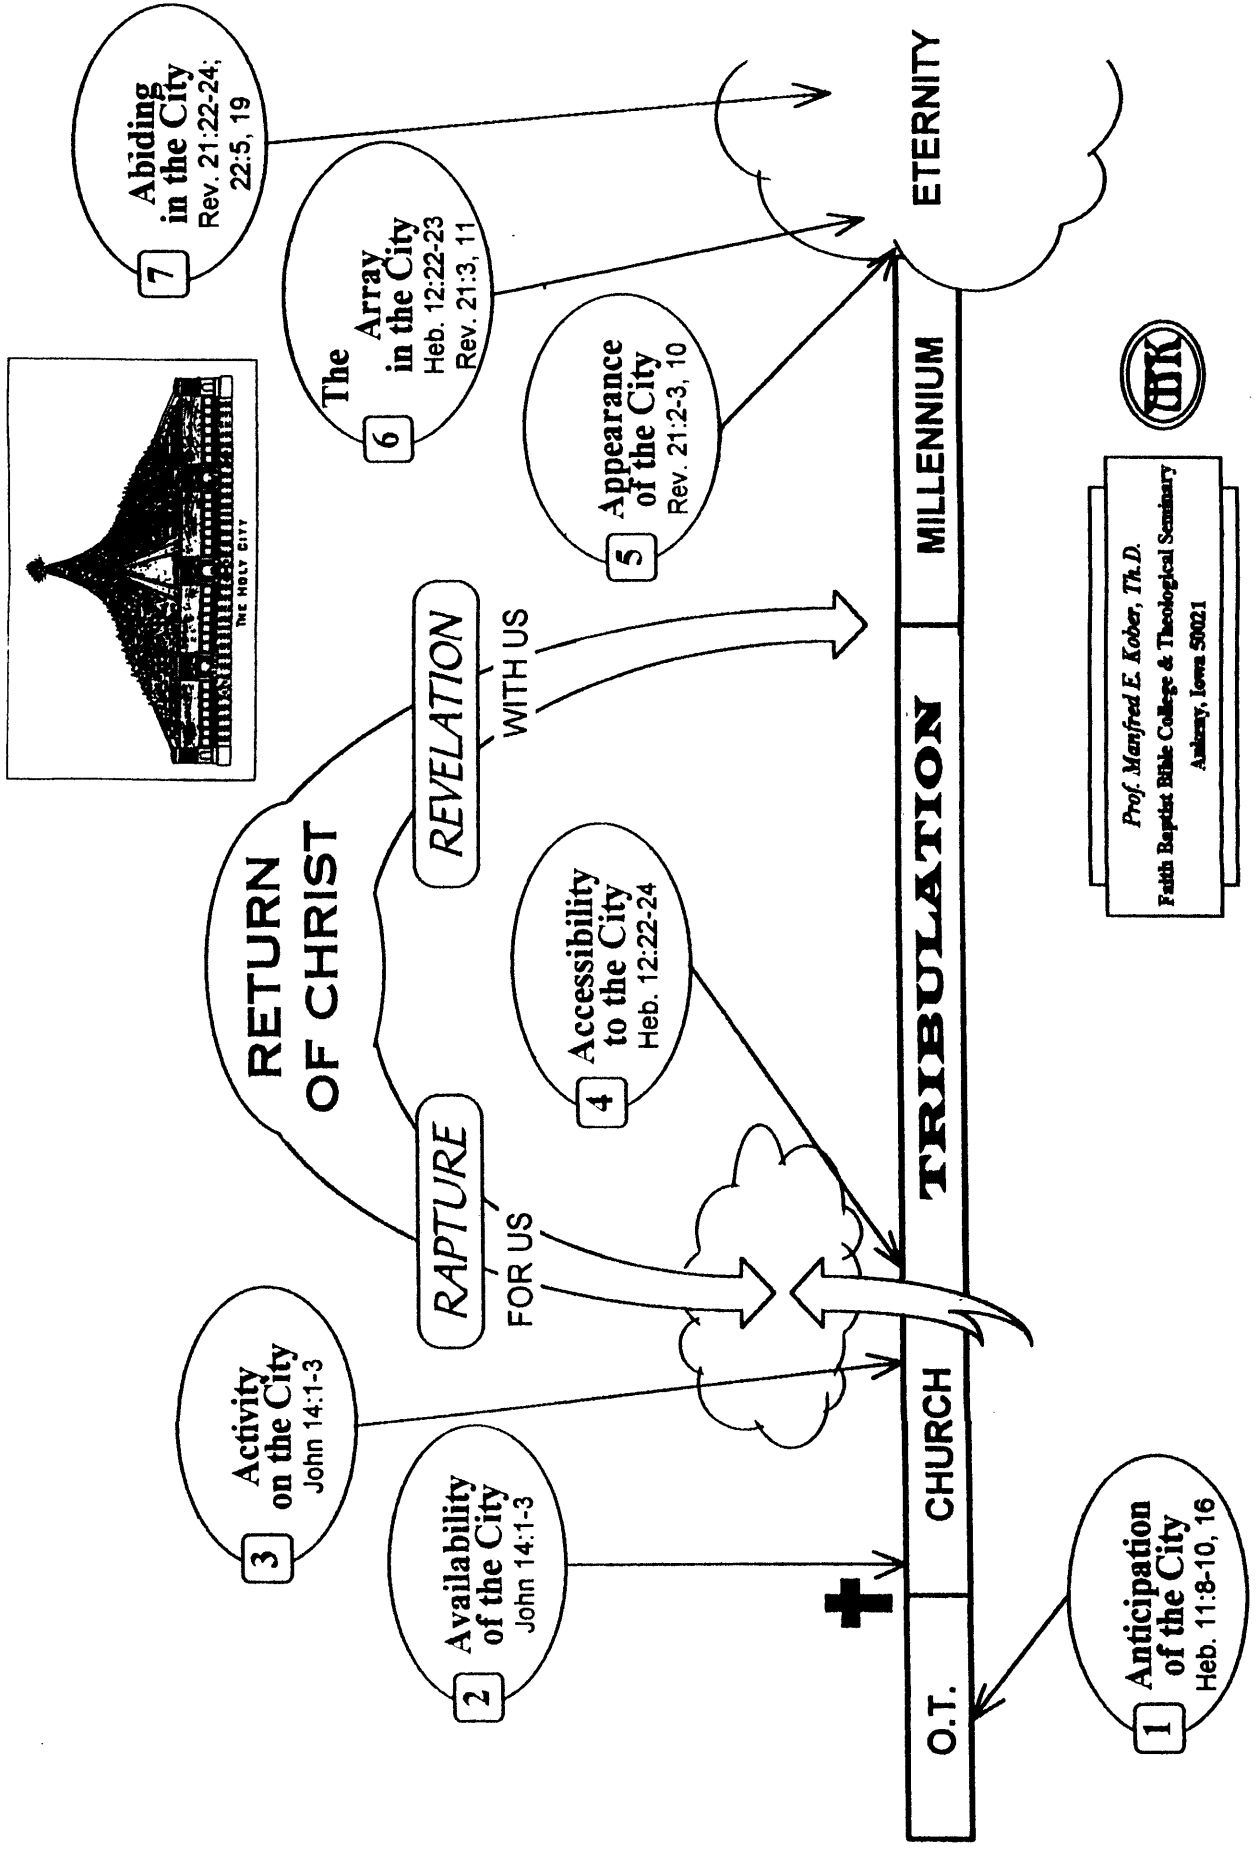 THE HOLY CITY
RETURN
OF CHRIST
RAPTURE
FOR US
REVELATION
WITH US
1
Anticipation
of the City
Heb. 11:8-10, 16
2
Availability
of the City
John 14:1-3
3
Activity
on the City
John 14:1-3
4
Accessibility
to the City
Heb. 12:22-24
5
Appearance
of the City
Rev. 21:2-3, 10
6
The
Array
in the City
Heb. 12:22-23
Rev. 21:3, 11
7
Abiding
in the City
Rev. 21:22-24;
22:5, 19
O.T.
CHURCH
TRIBULATION
MILLENNIUM
ETERNITY
Prof. Manfred E. Kober, Th.D.
Faith Baptist Bible College & Theological Seminary
Ankeny, Iowa 50021